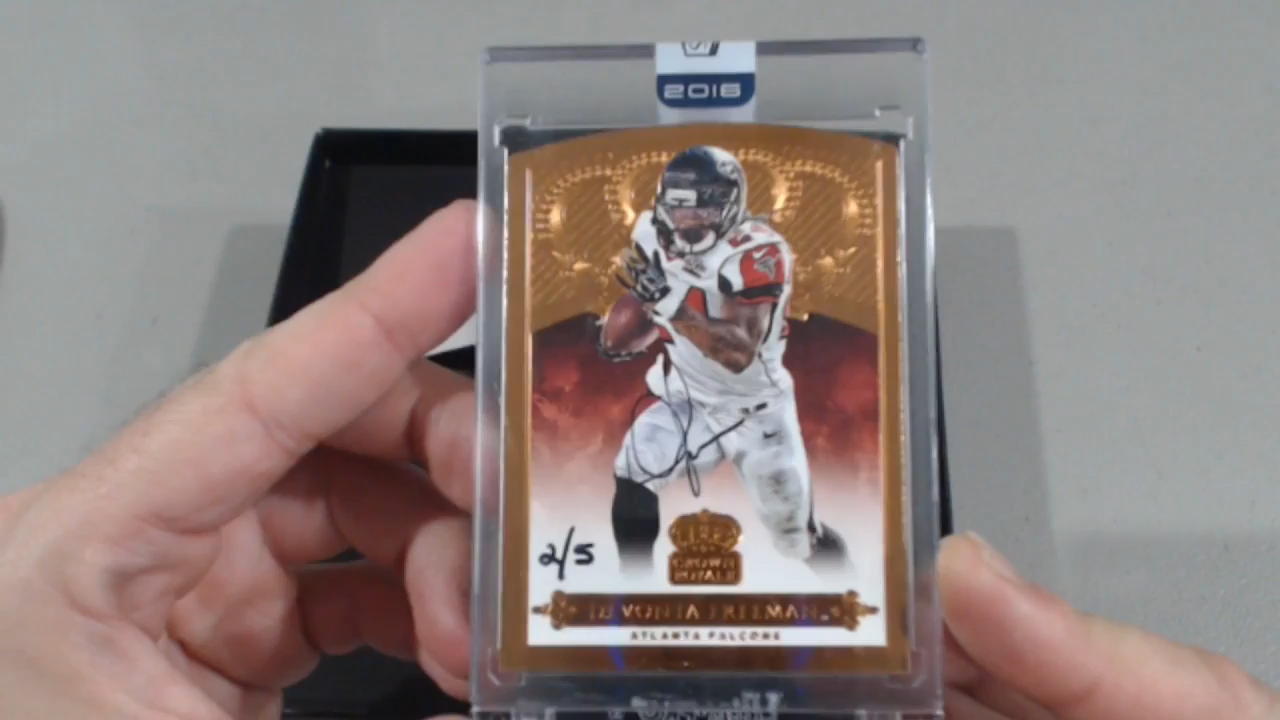 2016
2/5
CROWN
ROYALE
DEVONTA FREEMAN
ATLANTA FALCONS